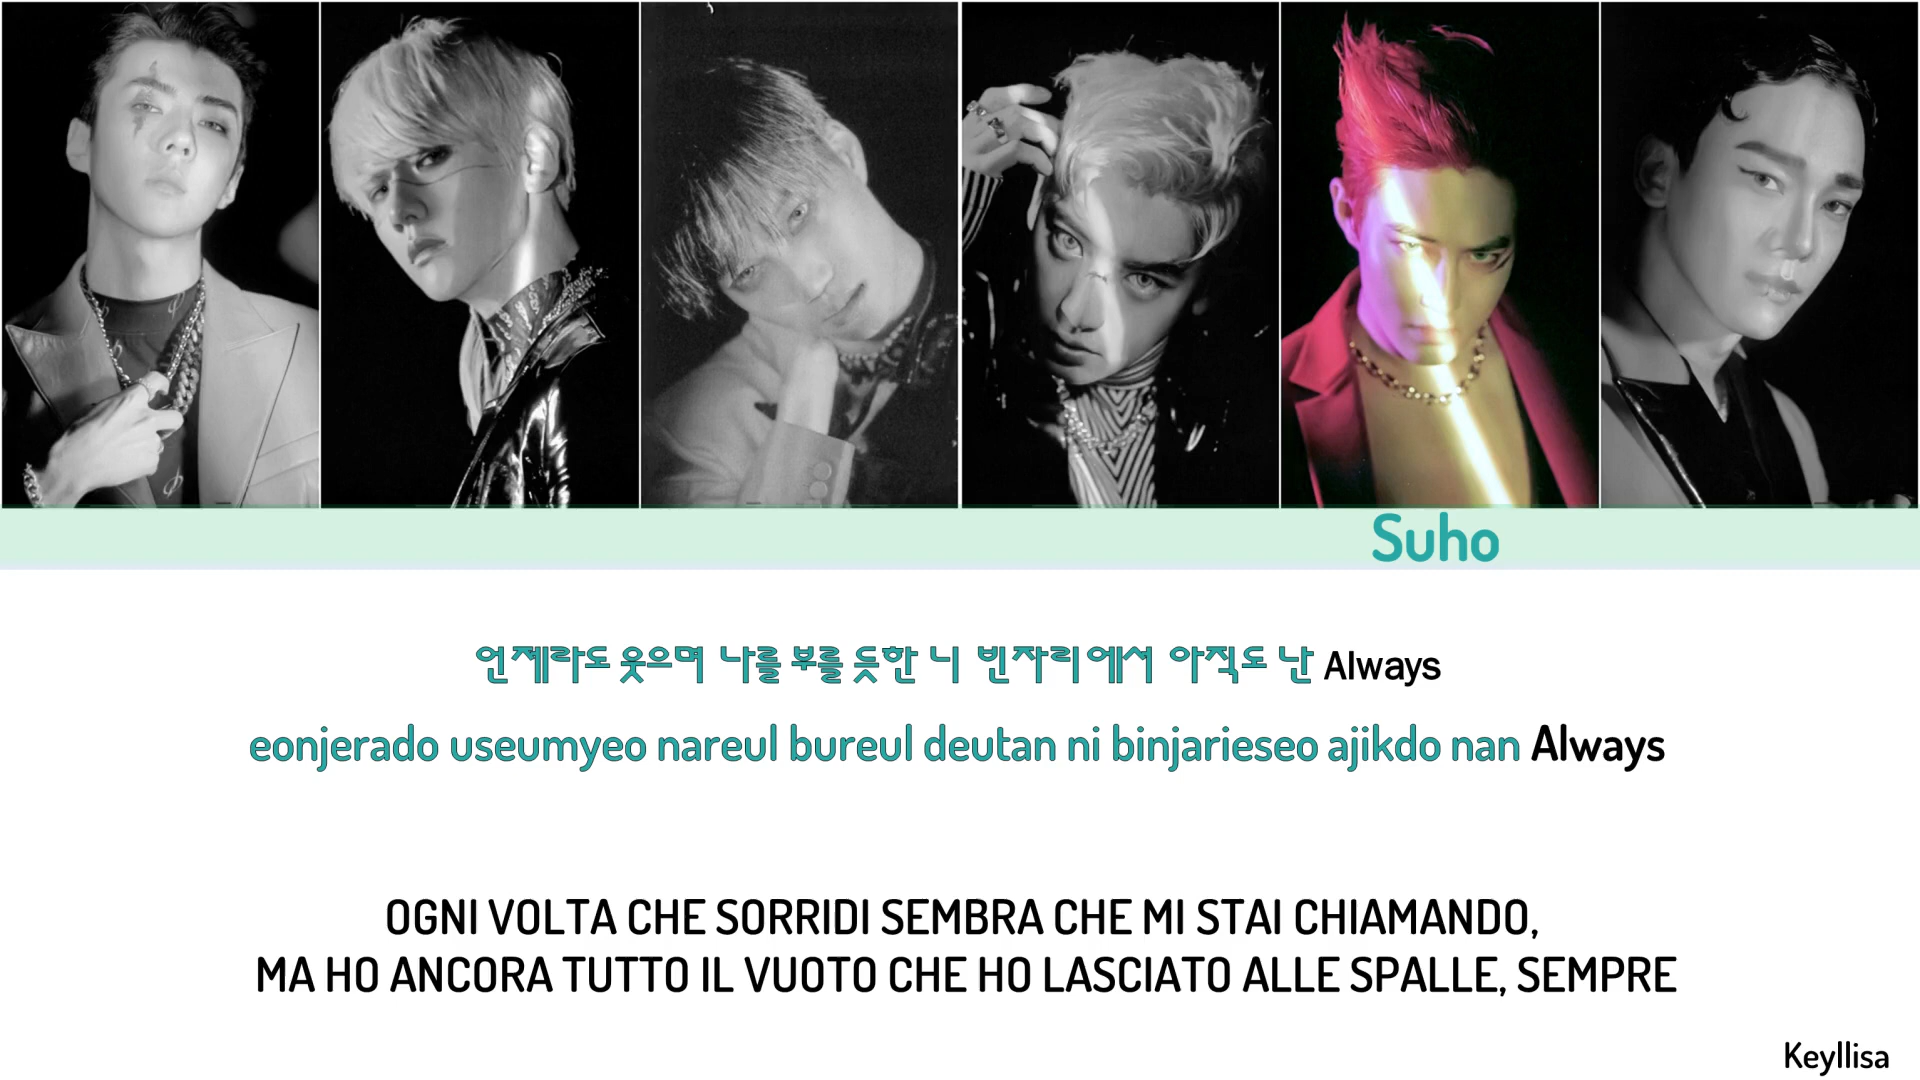 Suho
언제라도 웃으며 나를 부를 듯한 니 빈자리에서 아직도 난 Always
eonjerado useumyeo nareul bureul deutan ni binjarieseo ajikdo nan Always
OGNI VOLTA CHE SORRIDI SEMBRA CHE MI STAI CHIAMANDO,
MA HO ANCORA TUTTO IL VUOTO CHE HO LASCIATO ALLE SPALLE, SEMPRE
Keyllisa